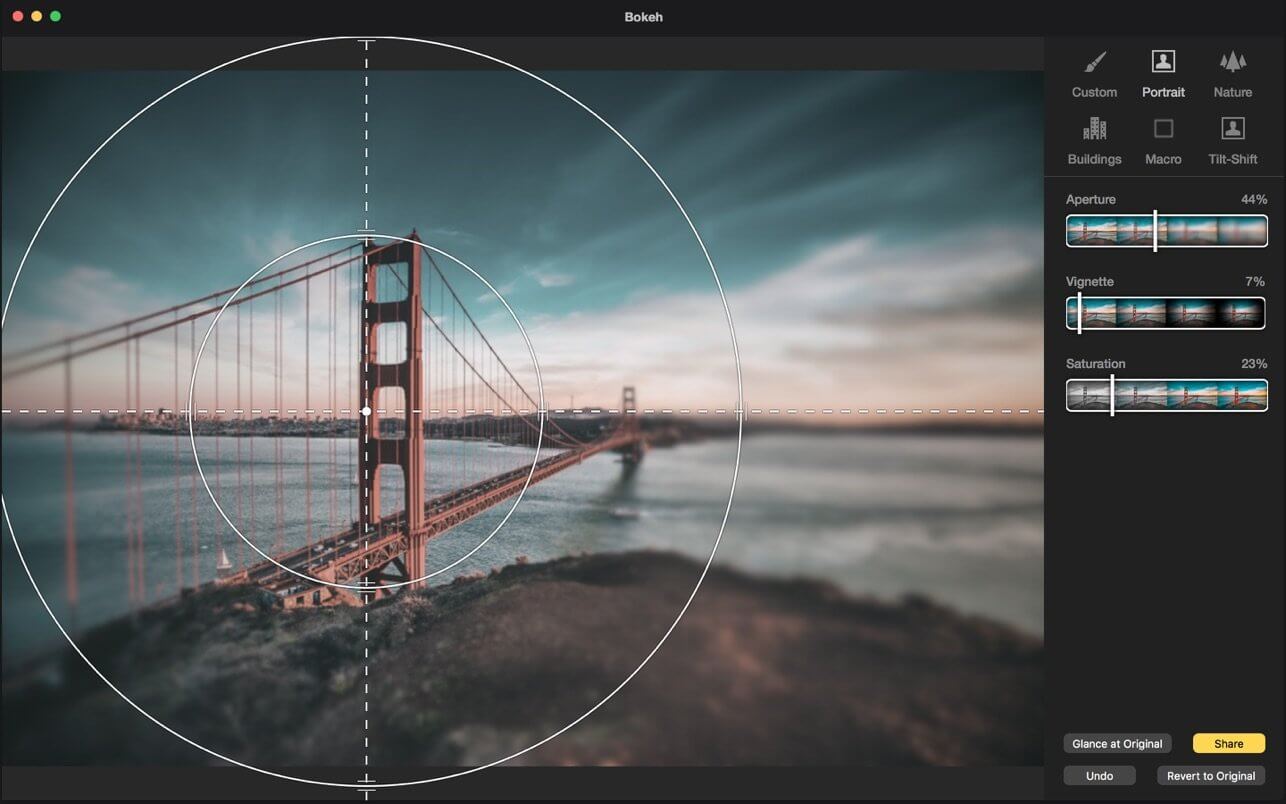 Bokeh
Custom Portrait Nature
Buildings Macro Tilt-Shift
Aperture 44%
Vignette 7%
Saturation 23%
Glance at Original Share
Undo Revert to Original